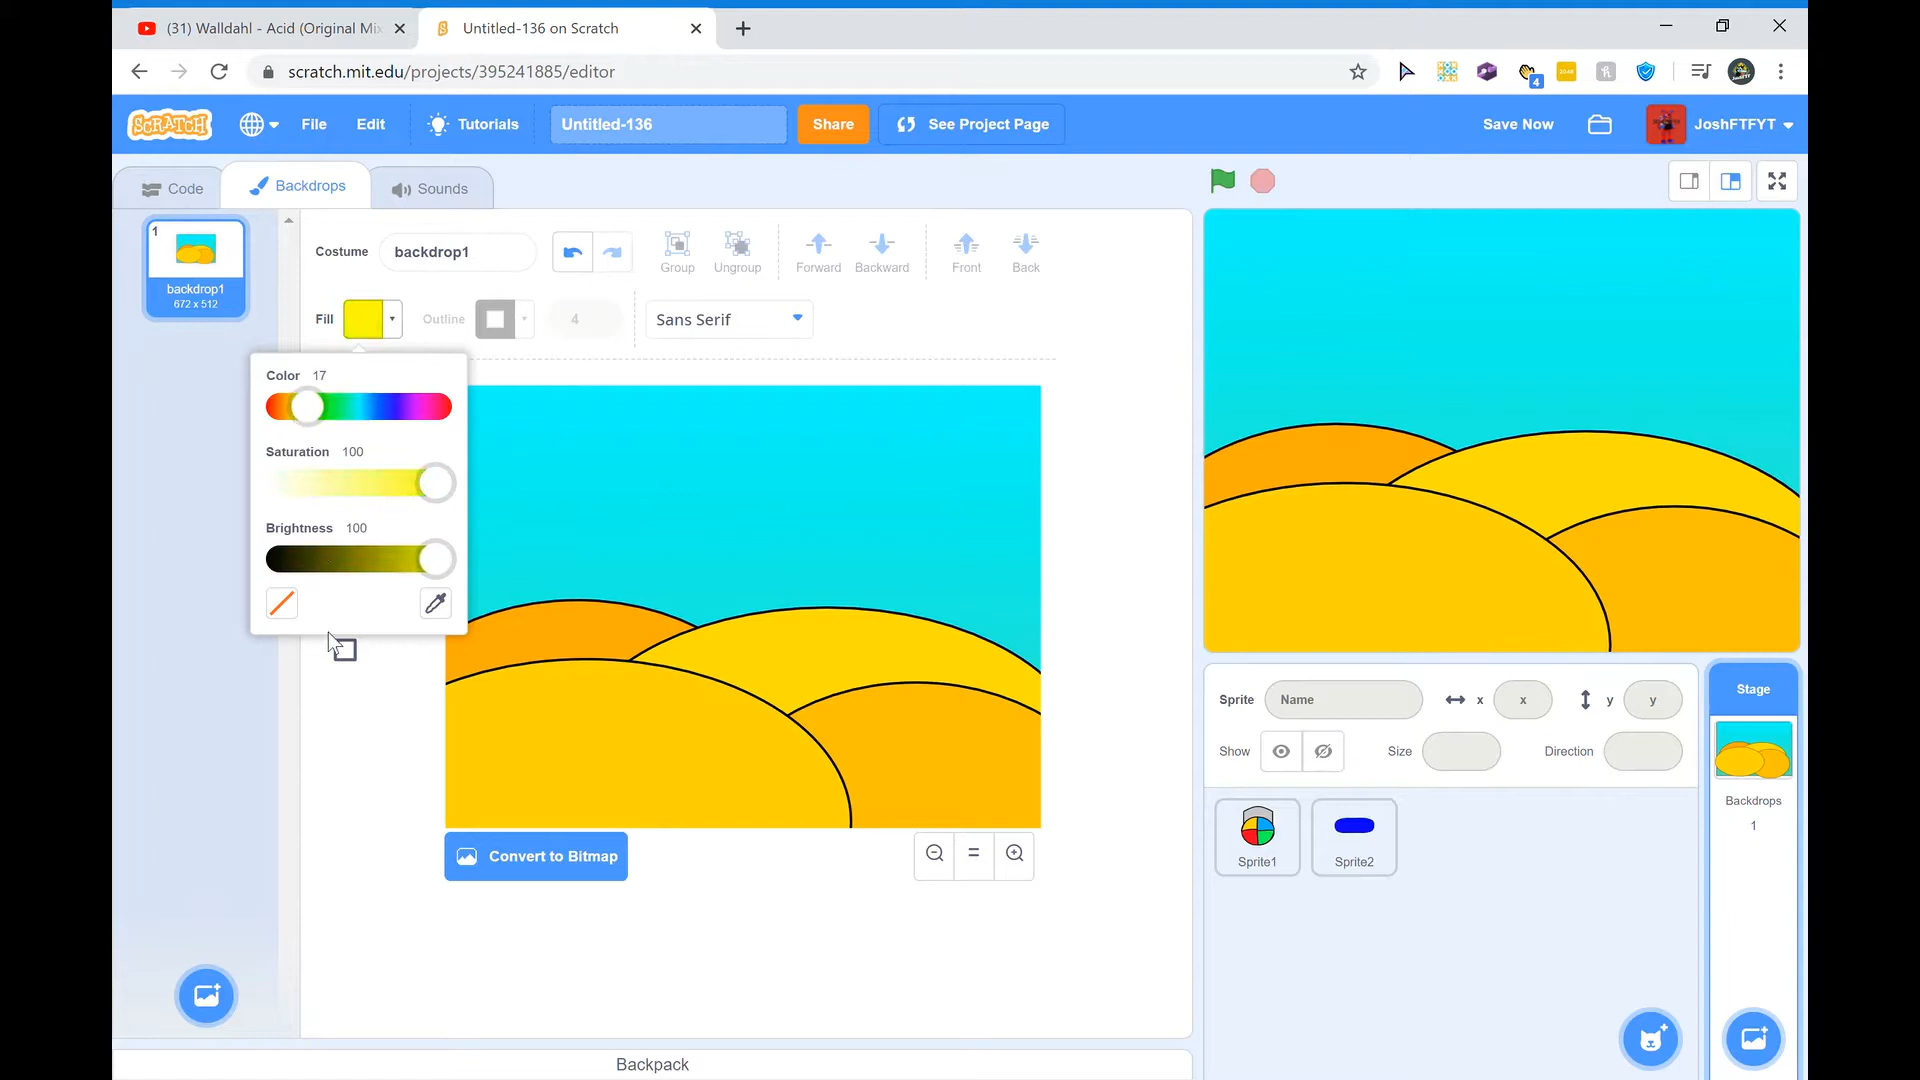 (31) Walldahl - Acid (Original Mix
Untitled-136 on Scratch
scratch.mit.edu/projects/395241885/editor
4
2048
SCRATCH
File
Edit
Tutorials
Untitled-136
Share
See Project Page
Save Now
JoshFTFYT
Code
Backdrops
Sounds
1
backdrop1
672 x 512
Costume
backdrop1
Group
Ungroup
Forward
Backward
Front
Back
Fill
Outline
4
Sans Serif
Color 17
Saturation 100
Brightness 100
Convert to Bitmap
Backpack
Sprite
Name
x
x
y
y
Show
Size
Direction
Sprite1
Sprite2
Stage
Backdrops
1